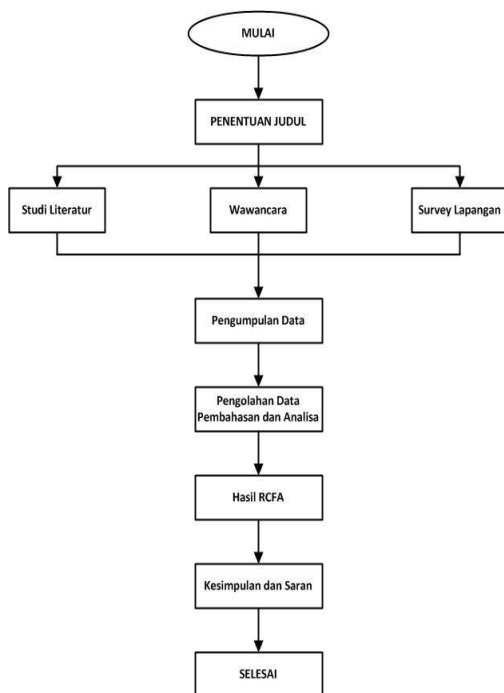 MULAI
PENENTUAN JUDUL
Studi Literatur
Wawancara
Survey Lapangan
Pengumpulan Data
Pengolahan Data
Pembahasan dan Analisa
Hasil RCFA
Kesimpulan dan Saran
SELESAI